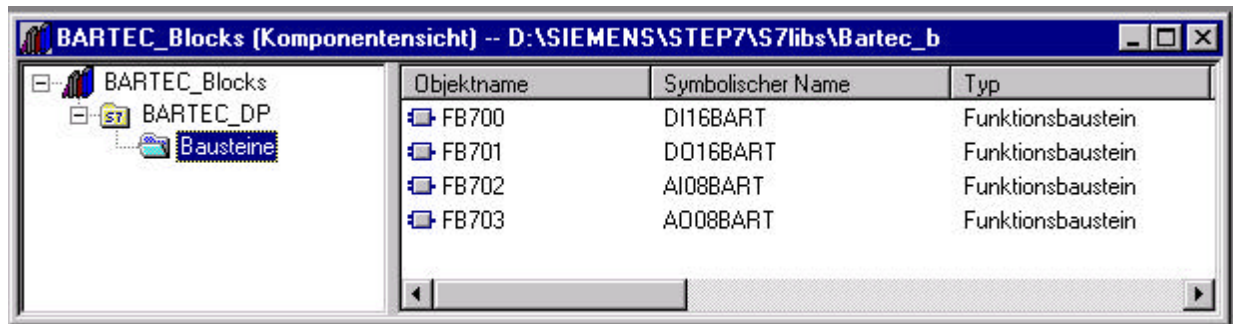 BARTEC_Blocks (Komponentensicht) -- D:\SIEMENS\STEP7\S7libs\Bartec_b
BARTEC_Blocks
S7 BARTEC_DP
Bausteine
Objektname Symbolischer Name Typ
FB700 DI16BART Funktionsbaustein
FB701 DO16BART Funktionsbaustein
FB702 AI08BART Funktionsbaustein
FB703 AO08BART Funktionsbaustein